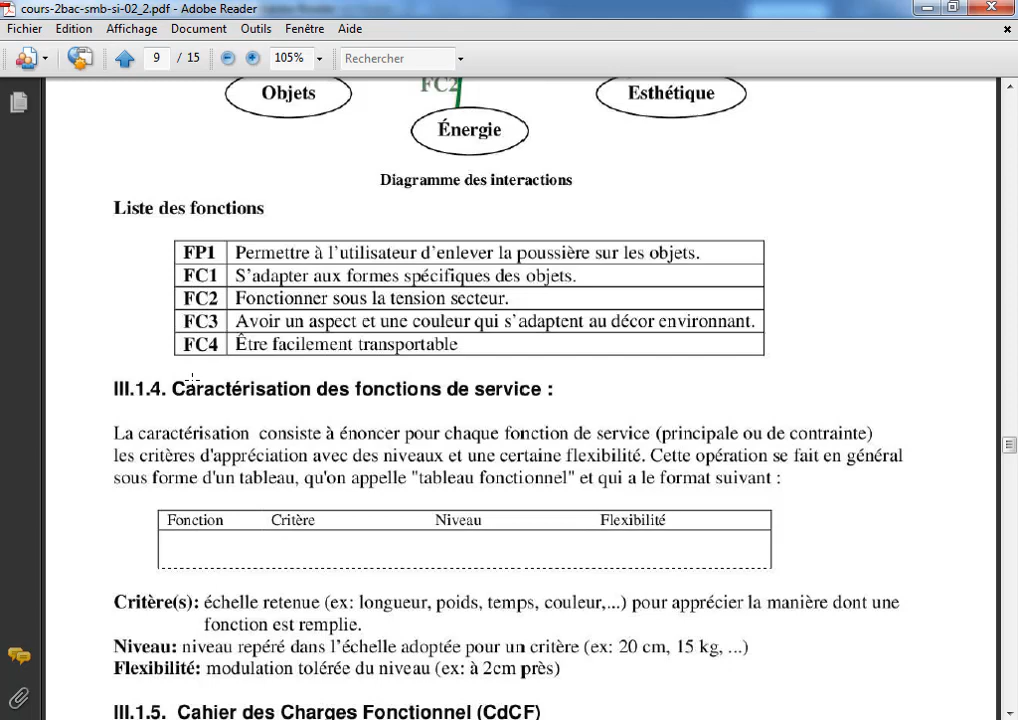 cours-2bac-smb-si-02_2.pdf - Adobe Reader
Fichier Edition Affichage Document Outils Fenêtre Aide
9 / 15 105% Rechercher
FC2
Objets Esthétique
Énergie
Diagramme des interactions
Liste des fonctions
FP1 Permettre à l’utilisateur d’enlever la poussière sur les objets.
FC1 S’adapter aux formes spécifiques des objets.
FC2 Fonctionner sous la tension secteur.
FC3 Avoir un aspect et une couleur qui s’adaptent au décor environnant.
FC4 Être facilement transportable
III.1.4. Caractérisation des fonctions de service :
La caractérisation consiste à énoncer pour chaque fonction de service (principale ou de contrainte)
les critères d'appréciation avec des niveaux et une certaine flexibilité. Cette opération se fait en général
sous forme d'un tableau, qu'on appelle "tableau fonctionnel" et qui a le format suivant :
Fonction Critère Niveau Flexibilité
Critère(s): échelle retenue (ex: longueur, poids, temps, couleur,...) pour apprécier la manière dont une
fonction est remplie.
Niveau: niveau repéré dans l’échelle adoptée pour un critère (ex: 20 cm, 15 kg, ...)
Flexibilité: modulation tolérée du niveau (ex: à 2cm près)
III.1.5. Cahier des Charges Fonctionnel (CdCF)